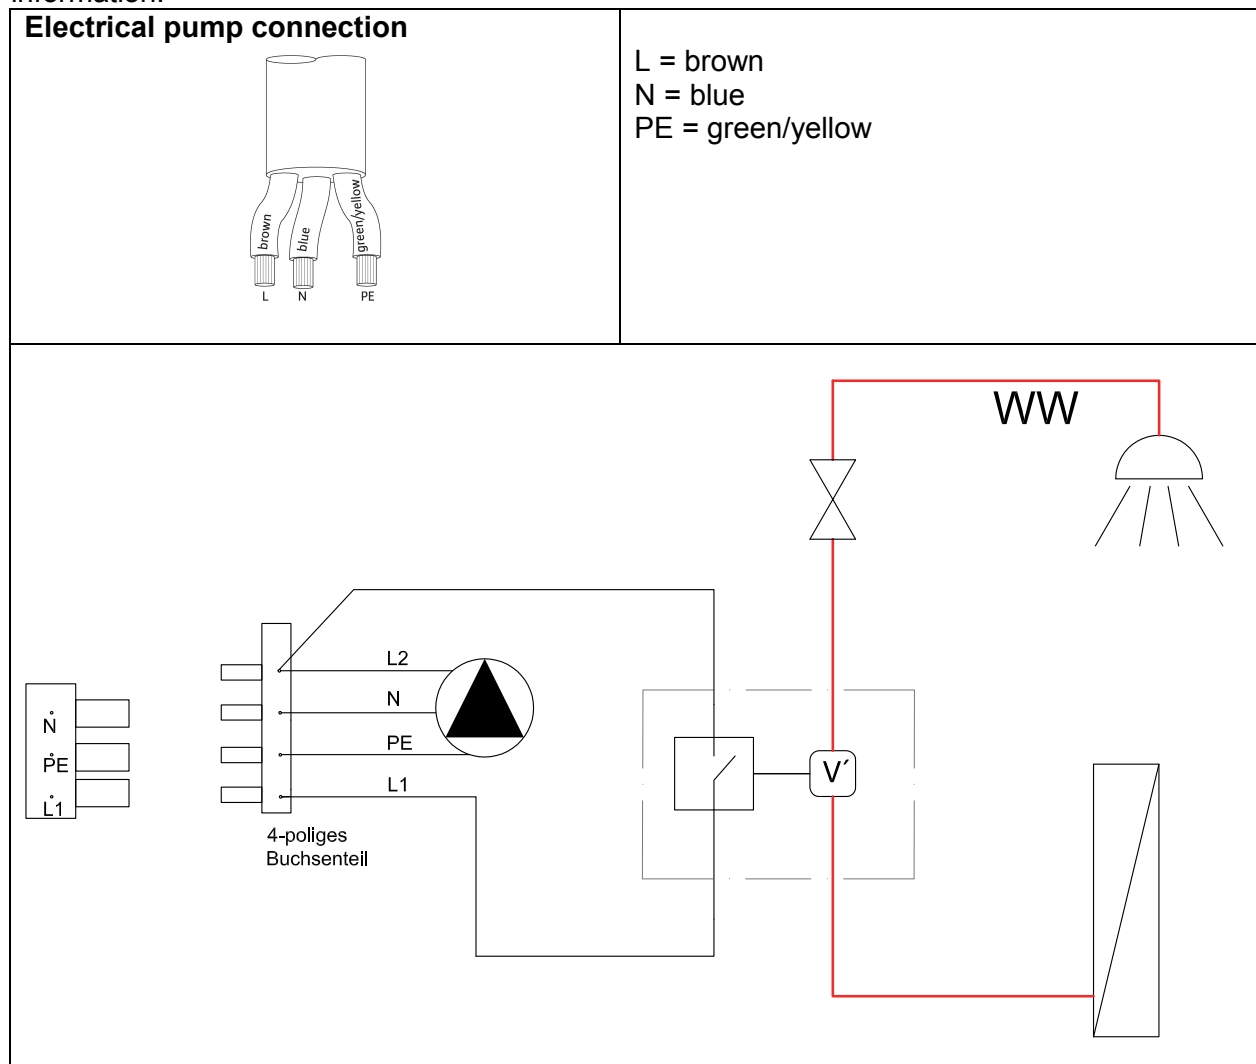 Electrical pump connection
brown
blue
green/yellow
L
N
PE
L = brown
N = blue
PE = green/yellow
WW
L2
N
PE
L1
N
PE
L1
V´
4-poliges
Buchsenteil